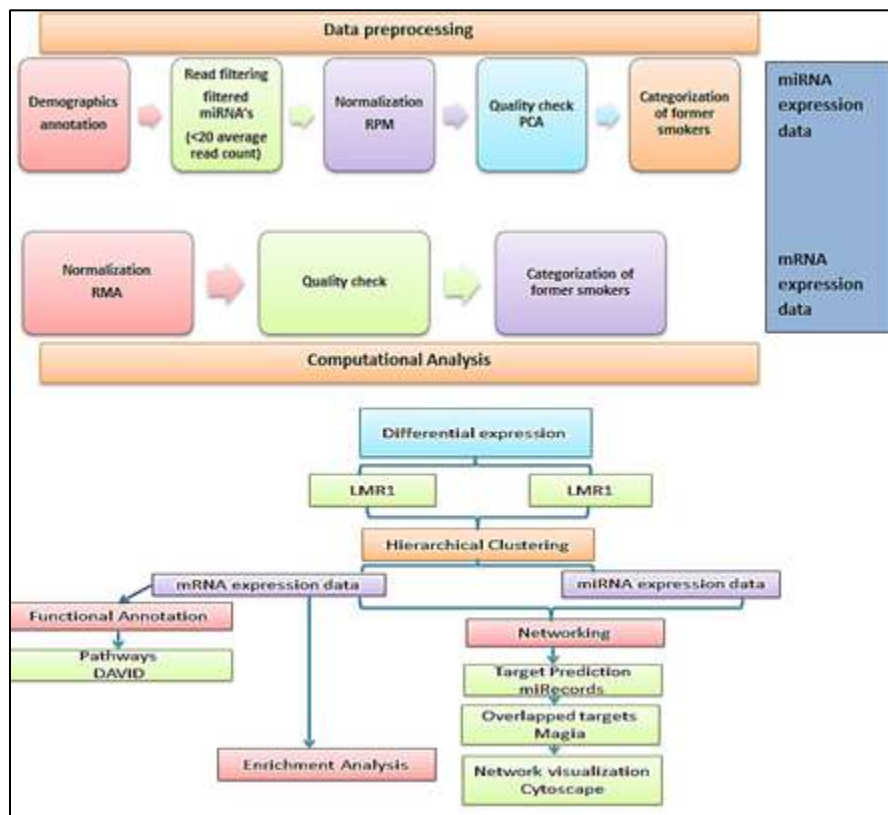 Data preprocessing
Demographics
annotation
Read filtering
filtered
miRNA's
(<20 average
read count)
Normalization
RPM
Quality check
PCA
Categorization
of former
smokers
miRNA
expression
data
Normalization
RMA
Quality check
Categorization of
former smokers
mRNA
expression
data
Computational Analysis
Differential expression
LMR1
LMR1
Hierarchical Clustering
mRNA expression data
miRNA expression data
Functional Annotation
Networking
Pathways
DAVID
Target Prediction
miRecords
Overlapped targets
Magia
Enrichment Analysis
Network visualization
Cytoscape